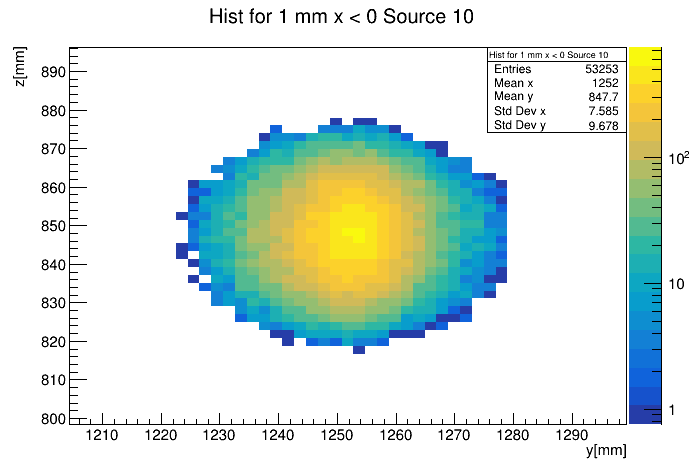 Hist for 1 mm x < 0 Source 10
z[mm]
Hist for 1 mm x < 0 Source 10
Entries 53253
Mean x 1252
Mean y 847.7
Std Dev x 7.585
Std Dev y 9.678
890
880
870
860
850
840
830
820
810
800
10²
10
1
1210 1220 1230 1240 1250 1260 1270 1280 1290
y[mm]